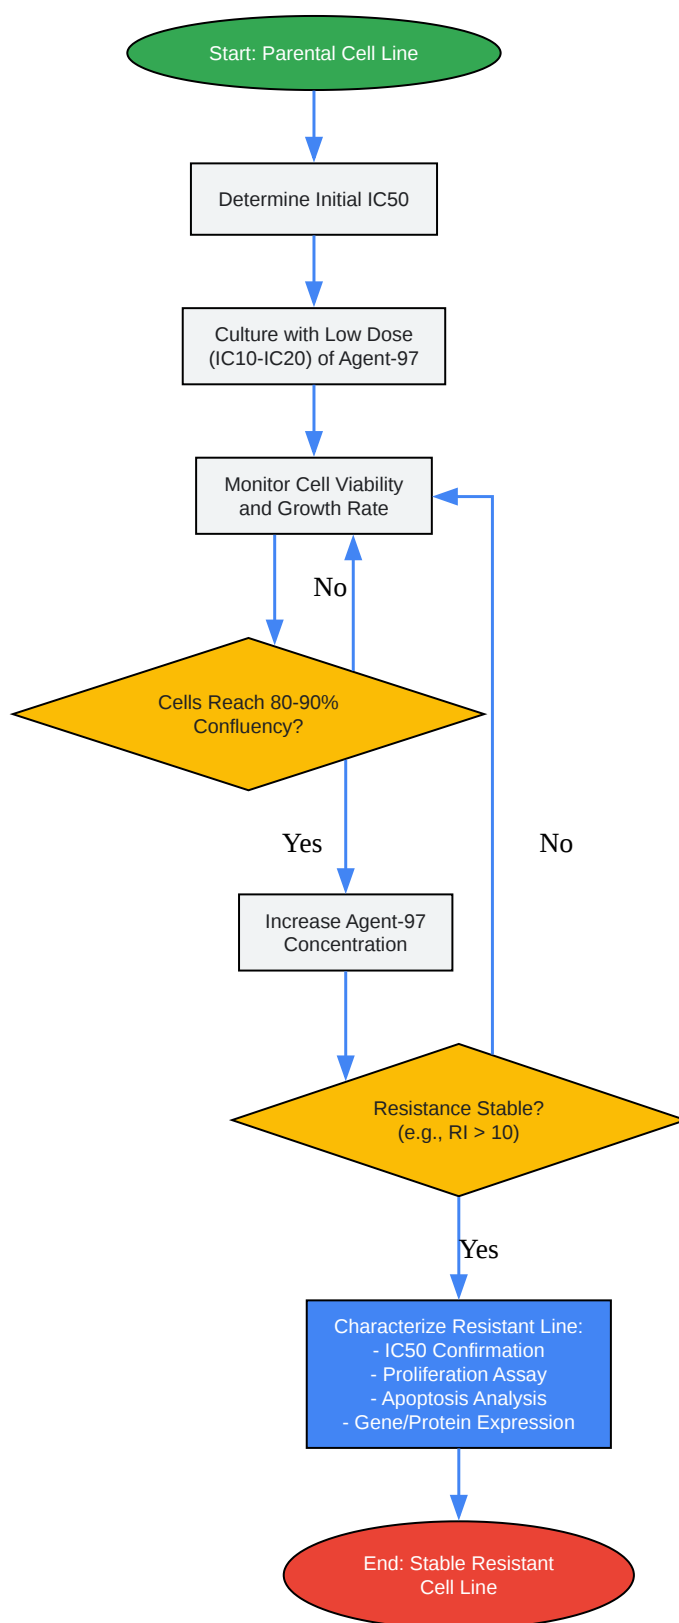 Start: Parental Cell Line
Determine Initial IC50
Culture with Low Dose
(IC10-IC20) of Agent-97
Monitor Cell Viability
and Growth Rate
No
Cells Reach 80-90%
Confluency?
Yes
No
Increase Agent-97
Concentration
Resistance Stable?
(e.g., RI > 10)
Yes
Characterize Resistant Line:
- IC50 Confirmation
- Proliferation Assay
- Apoptosis Analysis
- Gene/Protein Expression
End: Stable Resistant
Cell Line